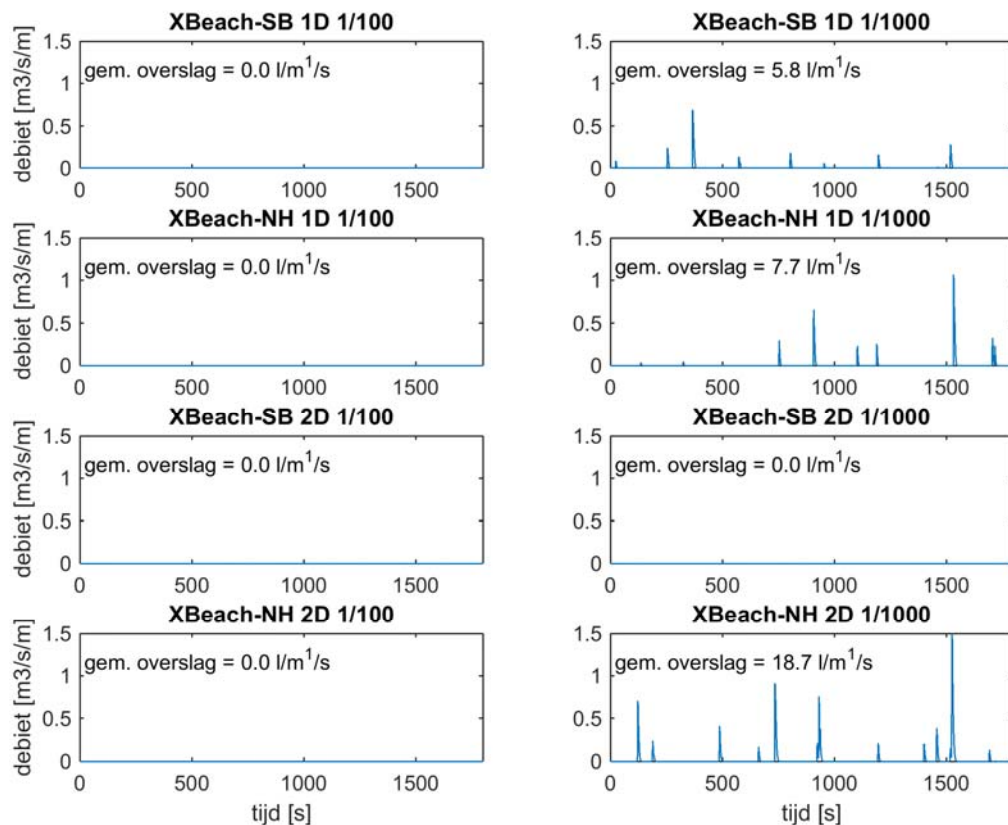 XBeach-SB 1D 1/100
debiet [m3/s/m]
1.5
1
0.5
0
gem. overslag = 0.0 l/m¹/s
0 500 1000 1500
XBeach-SB 1D 1/1000
1.5
1
0.5
0
gem. overslag = 5.8 l/m¹/s
0 500 1000 1500
XBeach-NH 1D 1/100
debiet [m3/s/m]
1.5
1
0.5
0
gem. overslag = 0.0 l/m¹/s
0 500 1000 1500
XBeach-NH 1D 1/1000
1.5
1
0.5
0
gem. overslag = 7.7 l/m¹/s
0 500 1000 1500
XBeach-SB 2D 1/100
debiet [m3/s/m]
1.5
1
0.5
0
gem. overslag = 0.0 l/m¹/s
0 500 1000 1500
XBeach-SB 2D 1/1000
1.5
1
0.5
0
gem. overslag = 0.0 l/m¹/s
0 500 1000 1500
XBeach-NH 2D 1/100
debiet [m3/s/m]
1.5
1
0.5
0
gem. overslag = 0.0 l/m¹/s
0 500 1000 1500
tijd [s]
XBeach-NH 2D 1/1000
1.5
1
0.5
0
gem. overslag = 18.7 l/m¹/s
0 500 1000 1500
tijd [s]